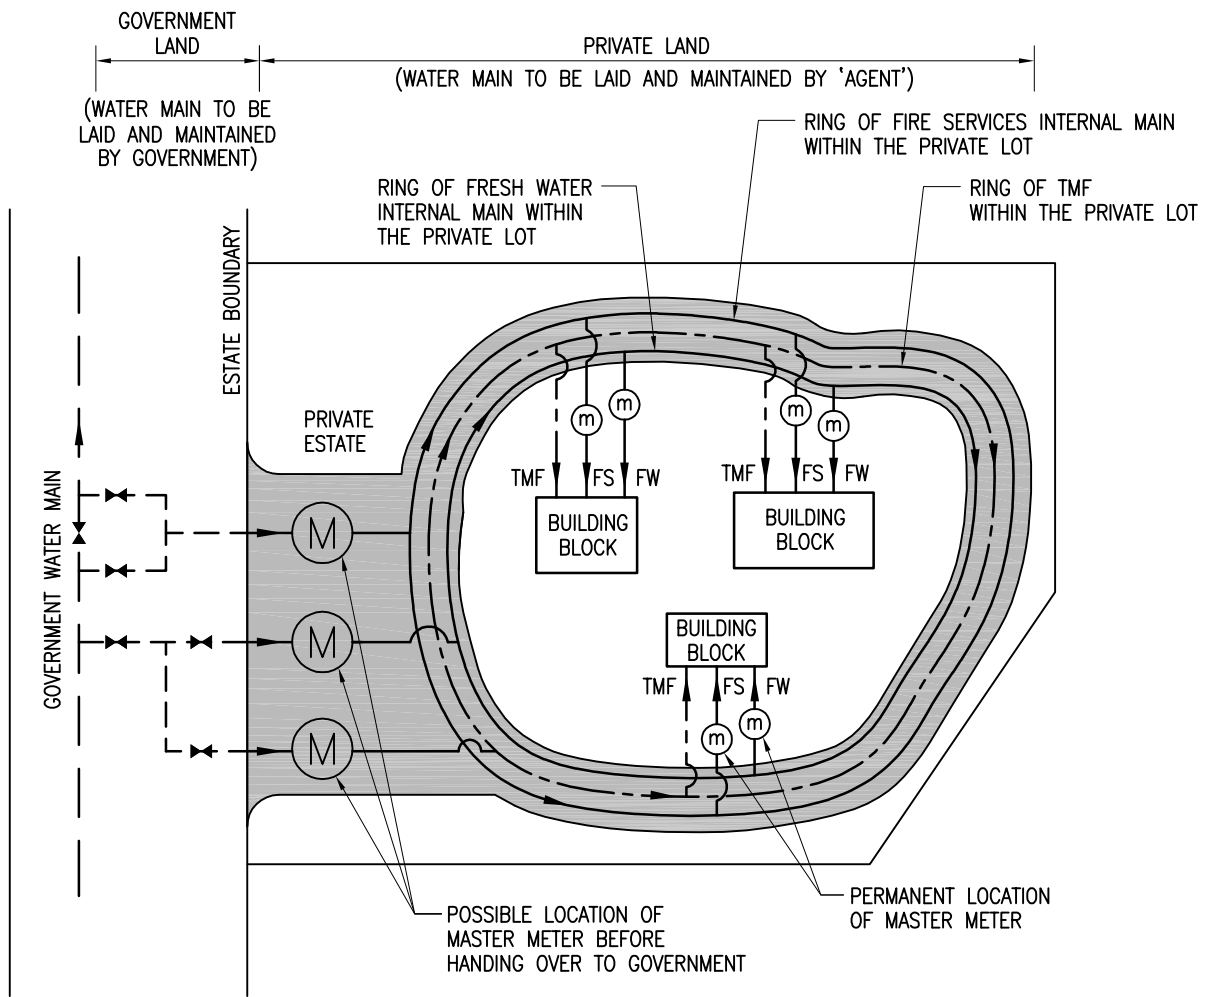 GOVERNMENT
LAND
PRIVATE LAND
(WATER MAIN TO BE LAID AND MAINTAINED BY 'AGENT')
(WATER MAIN TO BE
LAID AND MAINTAINED
BY GOVERNMENT)
RING OF FIRE SERVICES INTERNAL MAIN
WITHIN THE PRIVATE LOT
RING OF FRESH WATER
INTERNAL MAIN WITHIN
THE PRIVATE LOT
RING OF TMF
WITHIN THE PRIVATE LOT
ESTATE BOUNDARY
PRIVATE
ESTATE
GOVERNMENT WATER MAIN
m
m
m
m
TMF
FS
FW
TMF
FS
FW
BUILDING
BLOCK
BUILDING
BLOCK
M
M
M
BUILDING
BLOCK
TMF
FS
FW
m
m
PERMANENT LOCATION
OF MASTER METER
POSSIBLE LOCATION OF
MASTER METER BEFORE
HANDING OVER TO GOVERNMENT